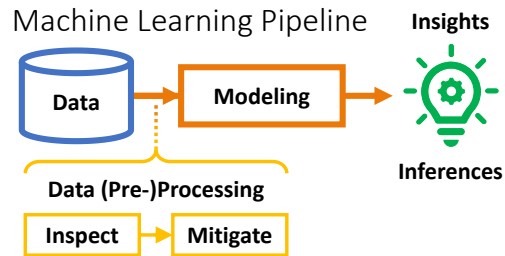 Machine Learning Pipeline
Insights
Data
Modeling
Inferences
Data (Pre-)Processing
Inspect
Mitigate